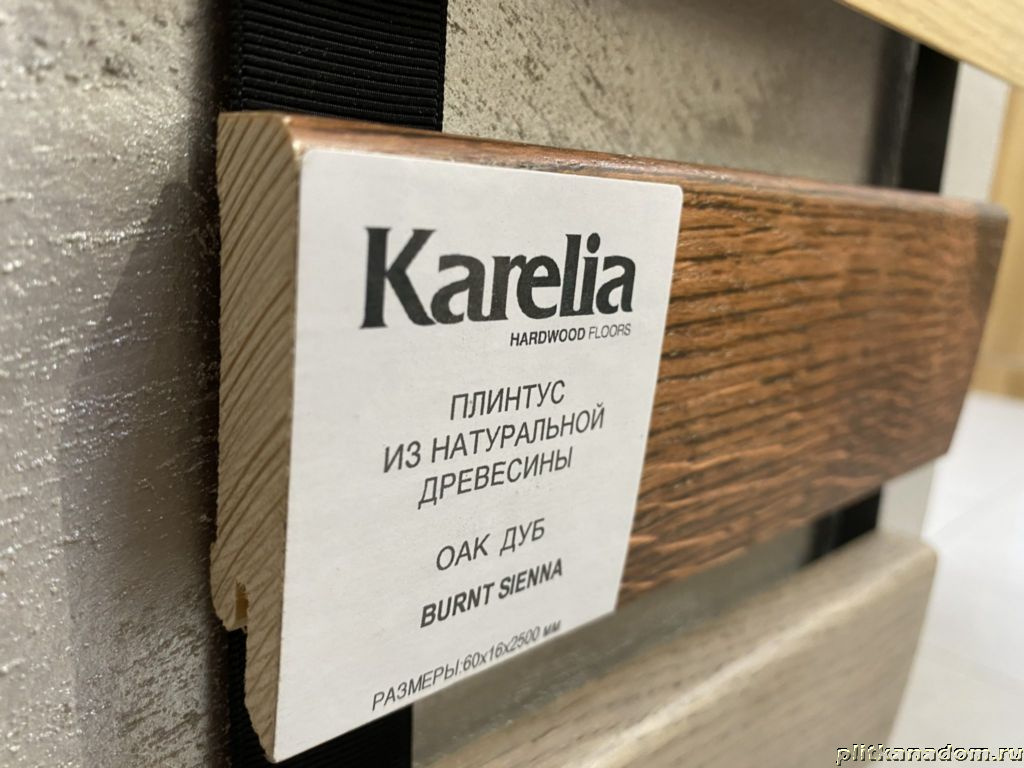 Karelia
HARDWOOD FLOORS
ПЛИНТУС
ИЗ НАТУРАЛЬНОЙ
ДРЕВЕСИНЫ
OAK ДУБ
BURNT SIENNA
РАЗМЕРЫ:60x16x2500 мм
plitkanadom.ru